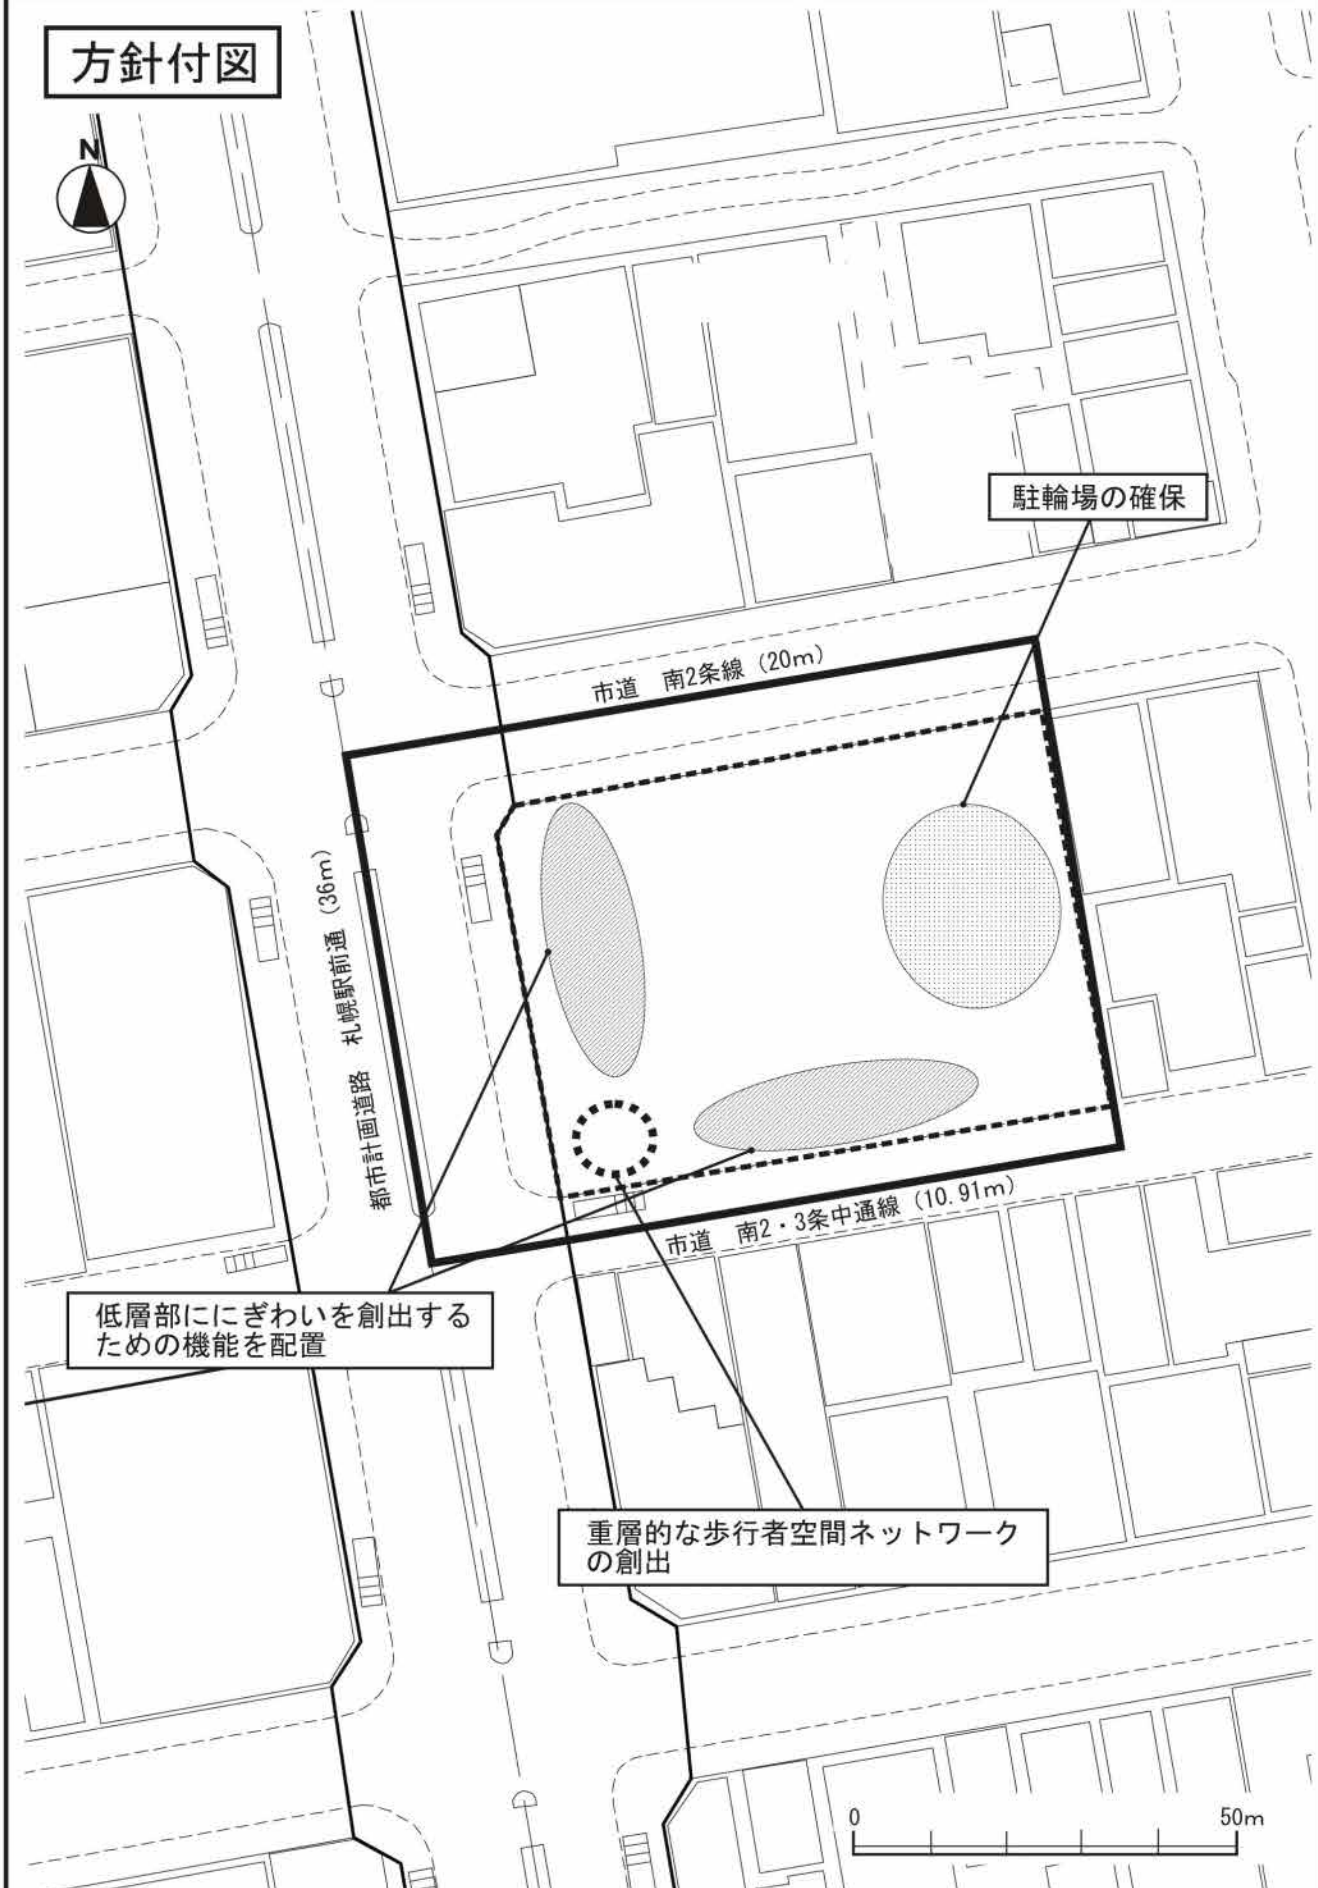 方針付図
N
駐輪場の確保
市道　南2条線（20m）
都市計画道路　札幌駅前通（36m）
市道　南2・3条中通線（10.91m）
低層部ににぎわいを創出する
ための機能を配置
重層的な歩行者空間ネットワーク
の創出
0 50m